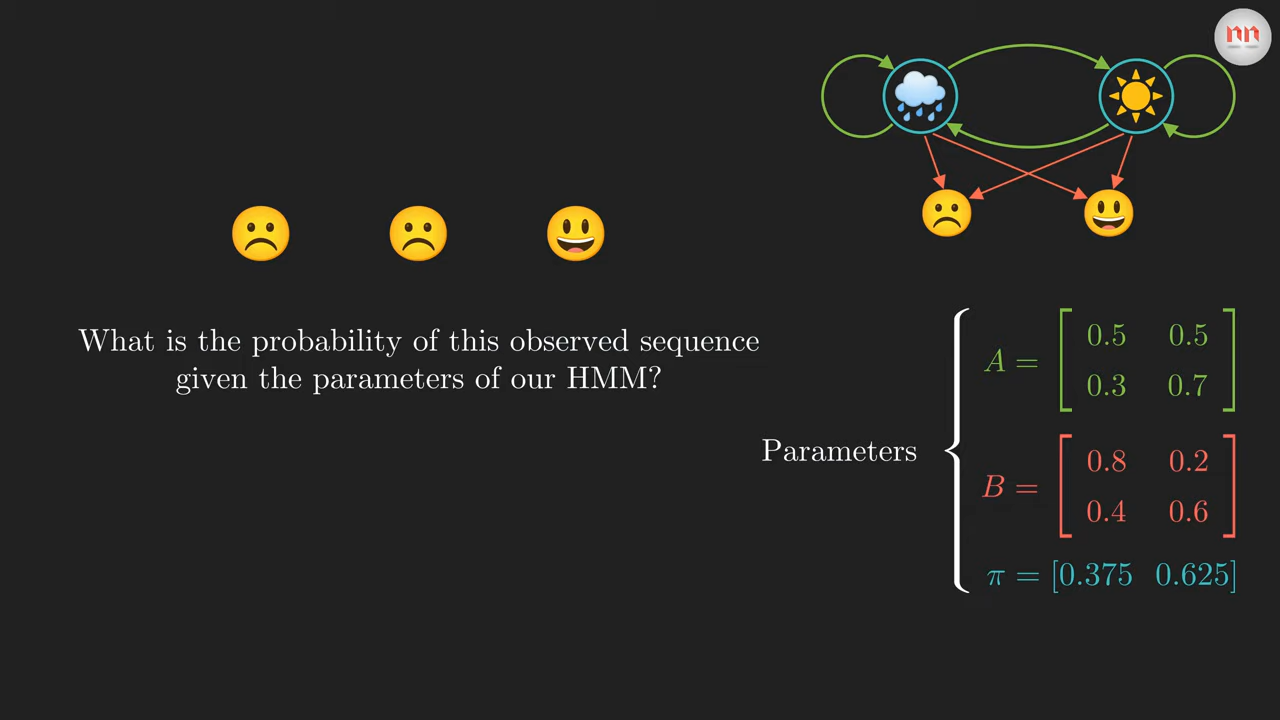 nn
What is the probability of this observed sequence
given the parameters of our HMM?
Parameters
A =
0.5 0.5
0.3 0.7
B =
0.8 0.2
0.4 0.6
π = [0.375 0.625]